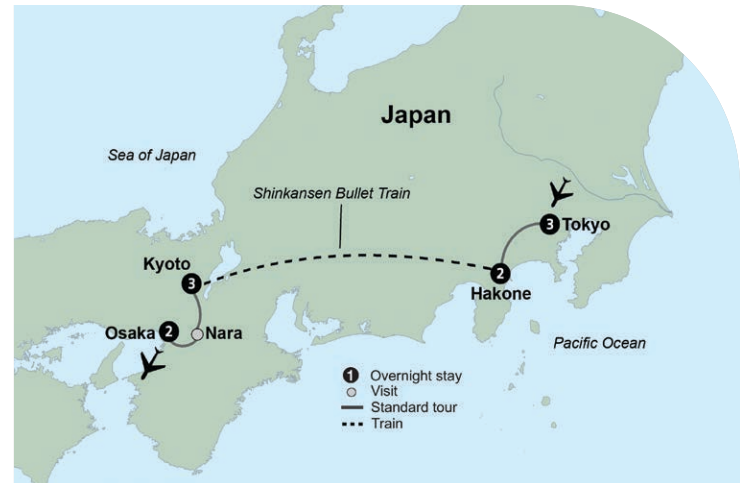 Japan
Sea of Japan
Shinkansen Bullet Train
3 Tokyo
Kyoto
3
2
Hakone
Osaka 2
Nara
Pacific Ocean
1 Overnight stay
Visit
Standard tour
Train